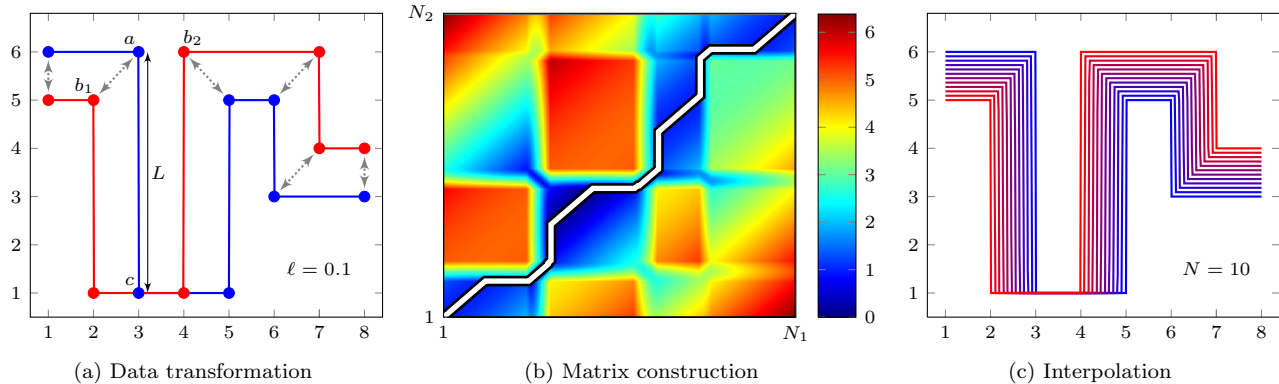 6
5
4
3
2
1
1 2 3 4 5 6 7 8
a
b₁
b₂
L
c
ℓ = 0.1
(a) Data transformation
N₂
1
N₁
6
5
4
3
2
1
0
(b) Matrix construction
6
5
4
3
2
1
1 2 3 4 5 6 7 8
N = 10
(c) Interpolation